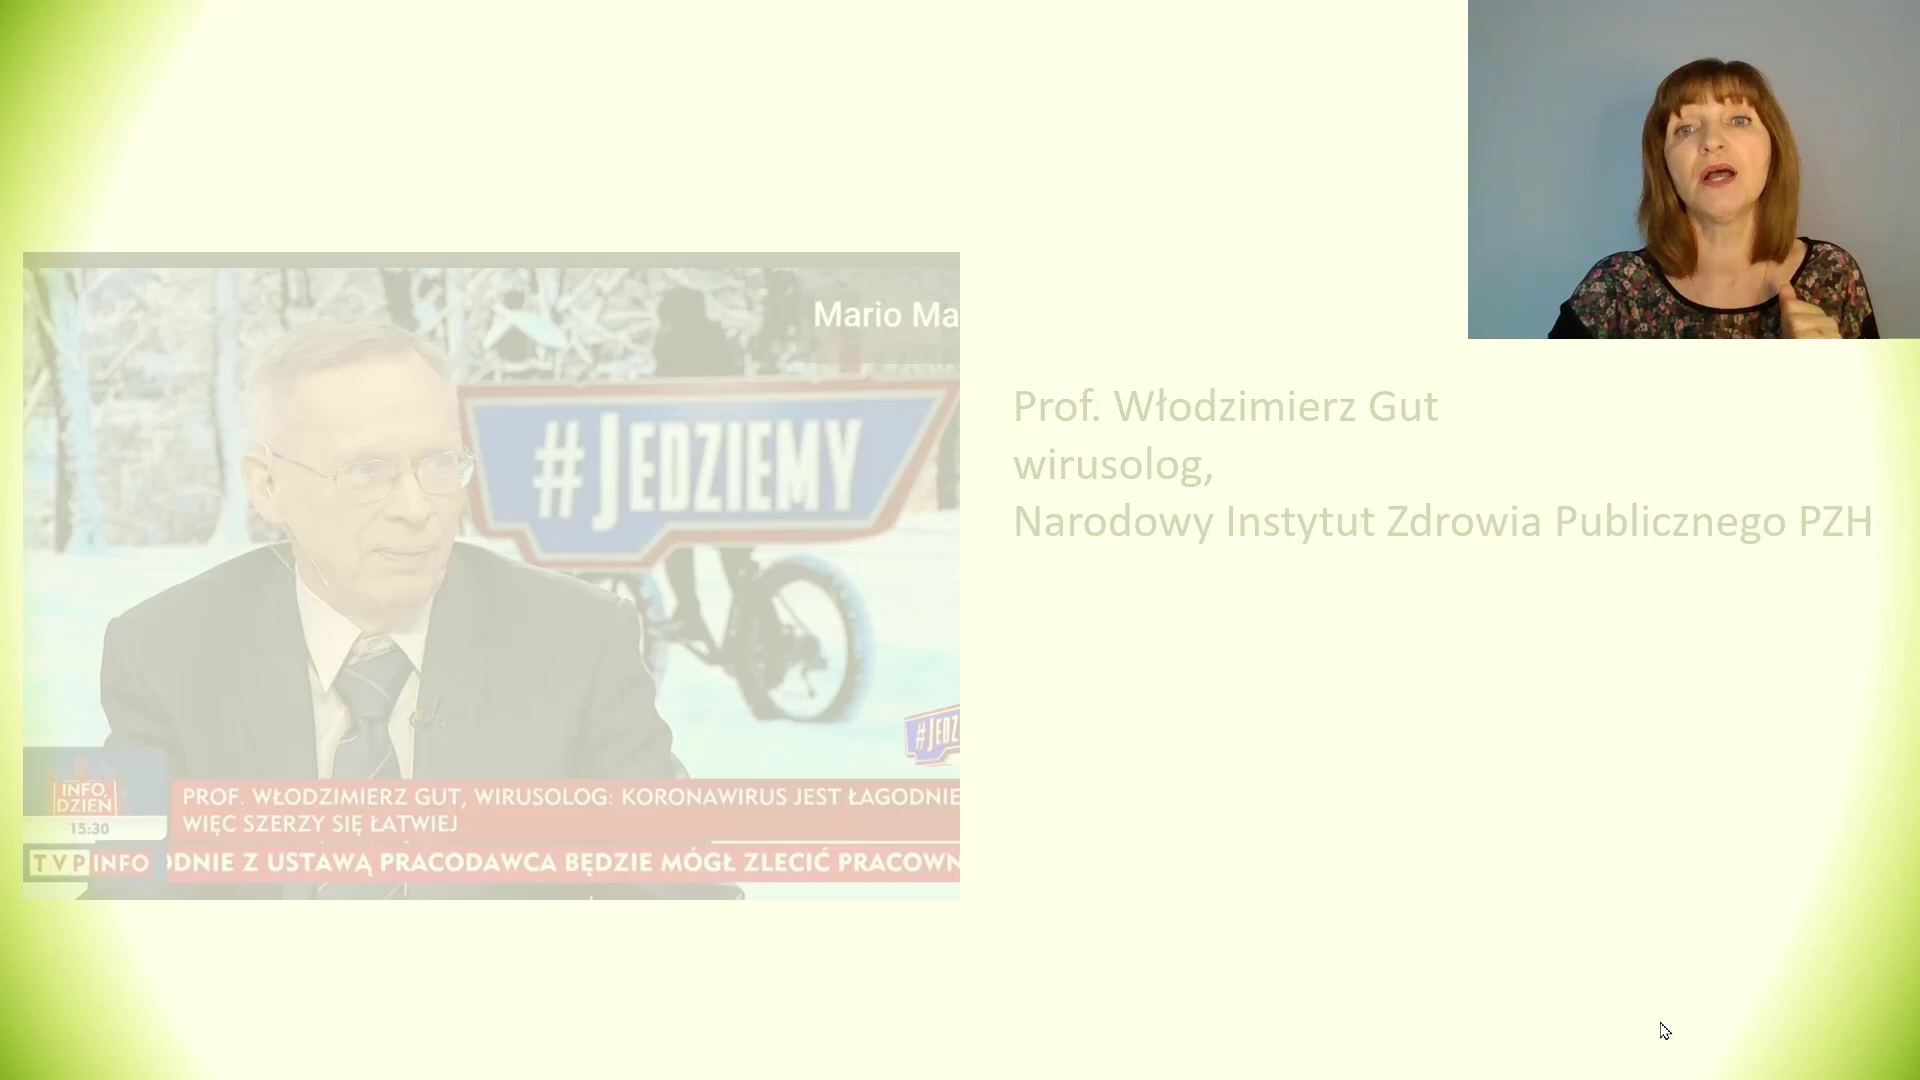 Mario Ma
#JEDZIEMY
Prof. Włodzimierz Gut
wirusolog,
Narodowy Instytut Zdrowia Publicznego PZH
#JEDZ
INFO
DZIEŃ
15:30
PROF. WŁODZIMIERZ GUT, WIRUSOLOG: KORONAWIRUS JEST ŁAGODNIE
WIĘC SZERZY SIĘ ŁATWIEJ
TVP INFO
ODNIE Z USTAWĄ PRACODAWCA BĘDZIE MÓGŁ ZLECIĆ PRACOWN